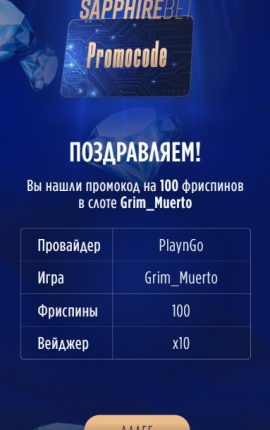 SAPPHIREBET
Promocode
ПОЗДРАВЛЯЕМ!
Вы нашли промокод на 100 фриспинов
в слоте Grim_Muerto
Провайдер PlaynGo
Игра Grim_Muerto
Фриспины 100
Вейджер x10